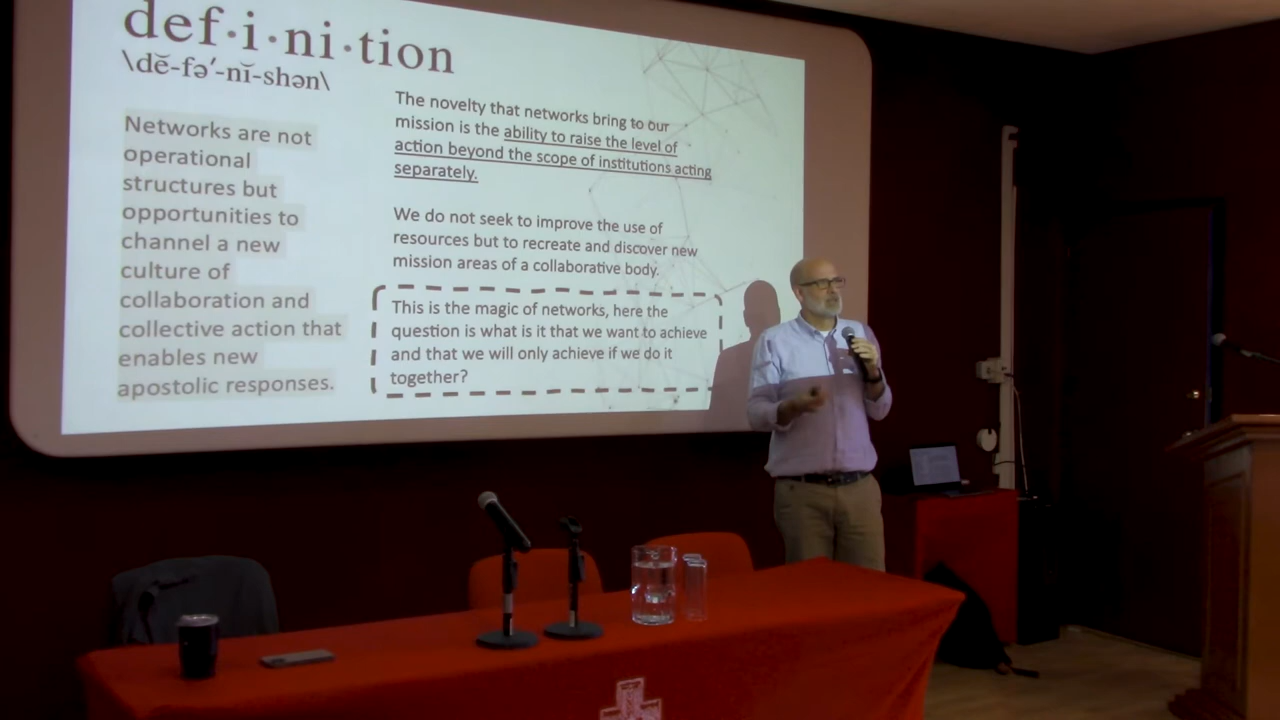 def·i·ni·tion
\dĕ-fə′-nĭ-shən\
Networks are not
operational
structures but
opportunities to
channel a new
culture of
collaboration and
collective action that
enables new
apostolic responses.
The novelty that networks bring to our
mission is the ability to raise the level of
action beyond the scope of institutions acting
separately.
We do not seek to improve the use of
resources but to recreate and discover new
mission areas of a collaborative body.
This is the magic of networks, here the
question is what is it that we want to achieve
and that we will only achieve if we do it
together?